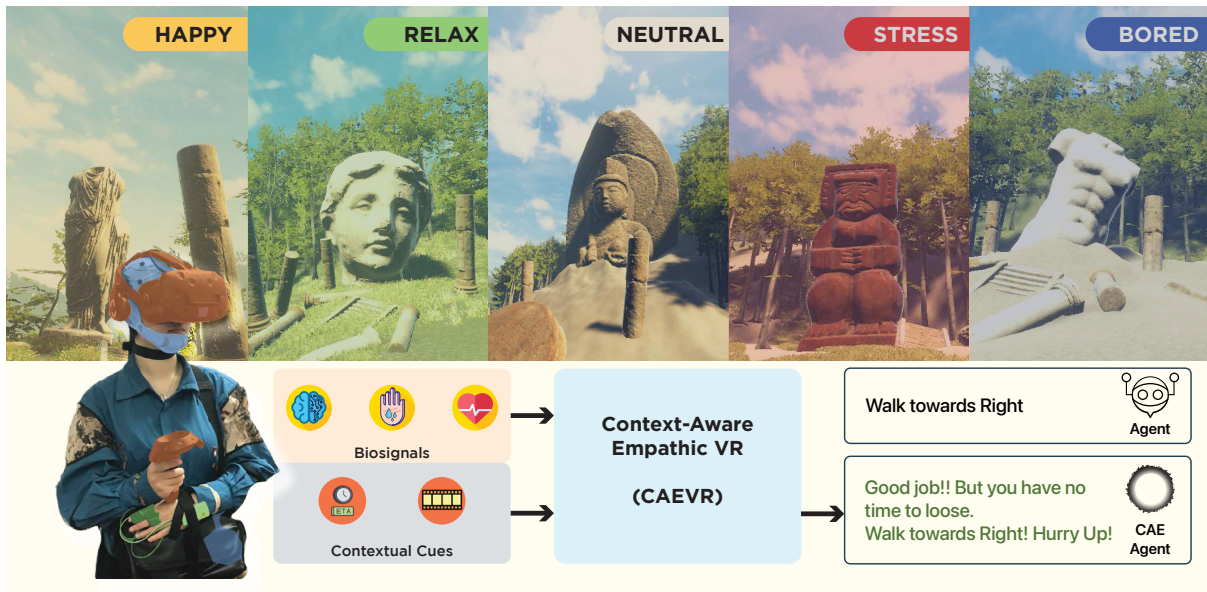 HAPPY
RELAX
NEUTRAL
STRESS
BORED
Biosignals
ETA
Contextual Cues
Context-Aware
Empathic VR
(CAEVR)
Walk towards Right
Agent
Good job!! But you have no
time to loose.
Walk towards Right! Hurry Up!
CAE
Agent